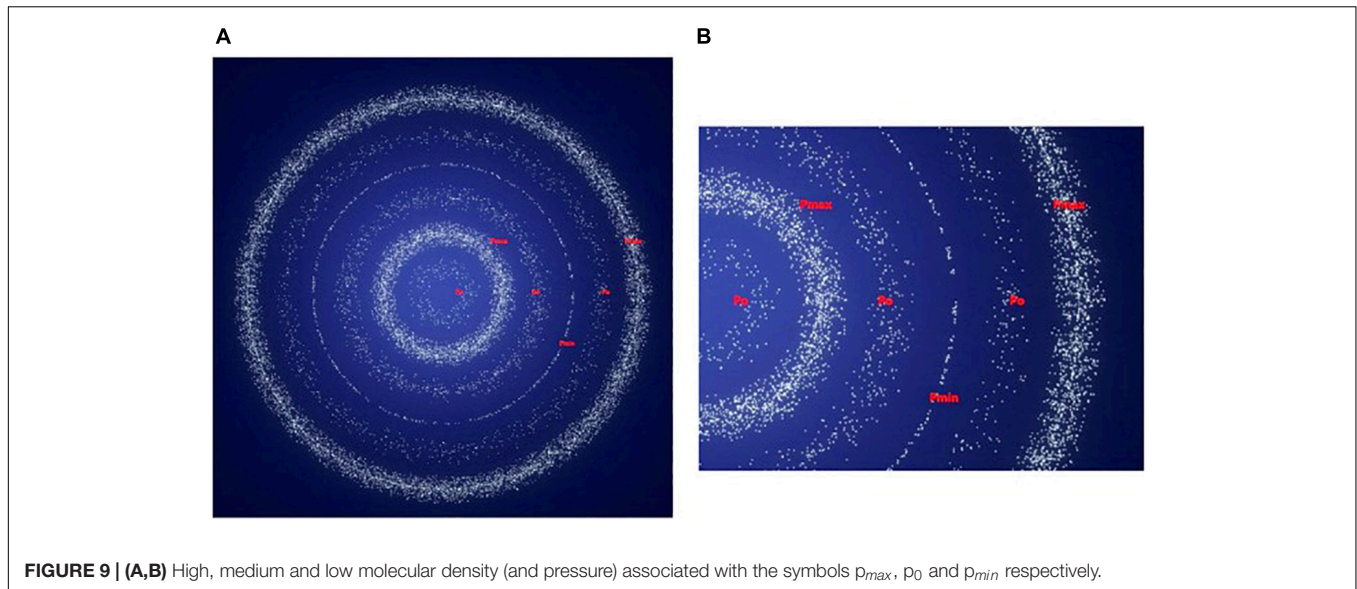 A
B
Pmax
Pmax
Po
Po
Po
Pmin
Pmax
Pmax
Po
Po
Po
Pmin
FIGURE 9 | (A,B) High, medium and low molecular density (and pressure) associated with the symbols pmax, p0 and pmin respectively.